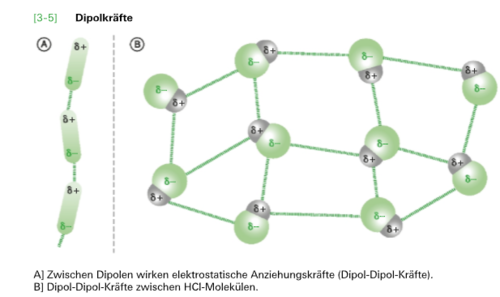 [3-5] Dipolkräfte
A B
δ+
δ–
δ+
δ–
δ+
δ–
δ+
δ–
δ–
δ+
δ+
δ–
δ–
δ+
δ+
δ–
δ–
δ+
δ–
δ+
δ+
δ–
δ–
δ+
δ+
δ–
δ–
δ+
A] Zwischen Dipolen wirken elektrostatische Anziehungskräfte (Dipol-Dipol-Kräfte).
B] Dipol-Dipol-Kräfte zwischen HCl-Molekülen.